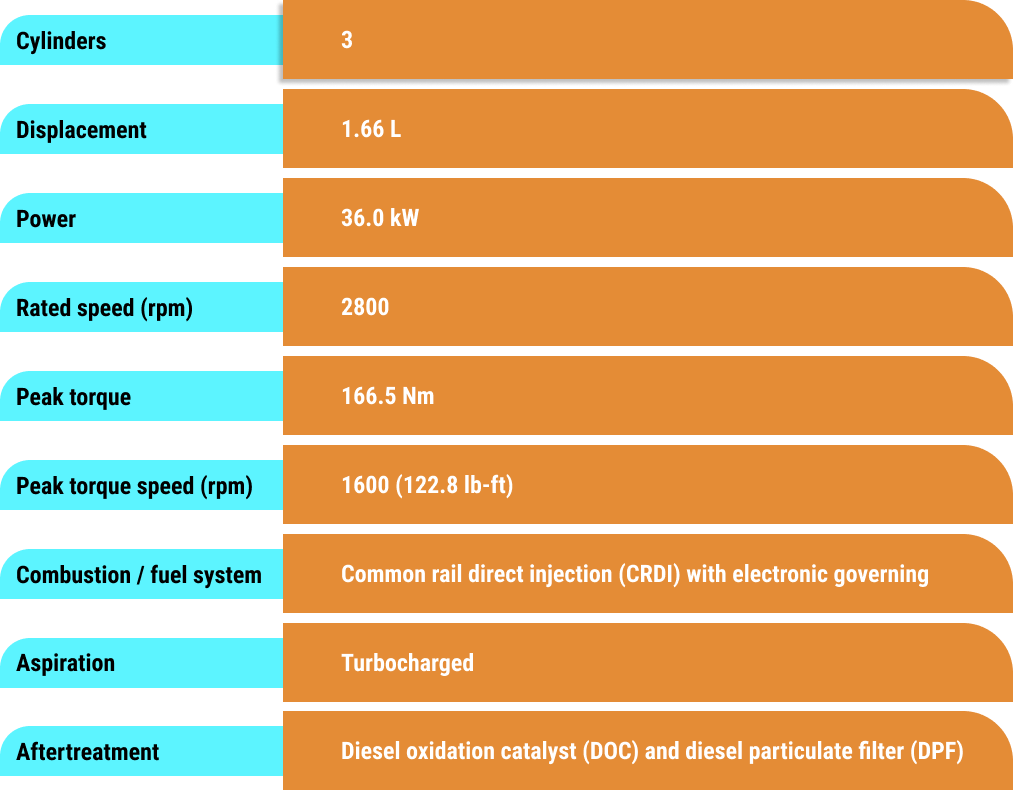 Cylinders 3
Displacement 1.66 L
Power 36.0 kW
Rated speed (rpm) 2800
Peak torque 166.5 Nm
Peak torque speed (rpm) 1600 (122.8 lb-ft)
Combustion / fuel system Common rail direct injection (CRDI) with electronic governing
Aspiration Turbocharged
Aftertreatment Diesel oxidation catalyst (DOC) and diesel particulate filter (DPF)